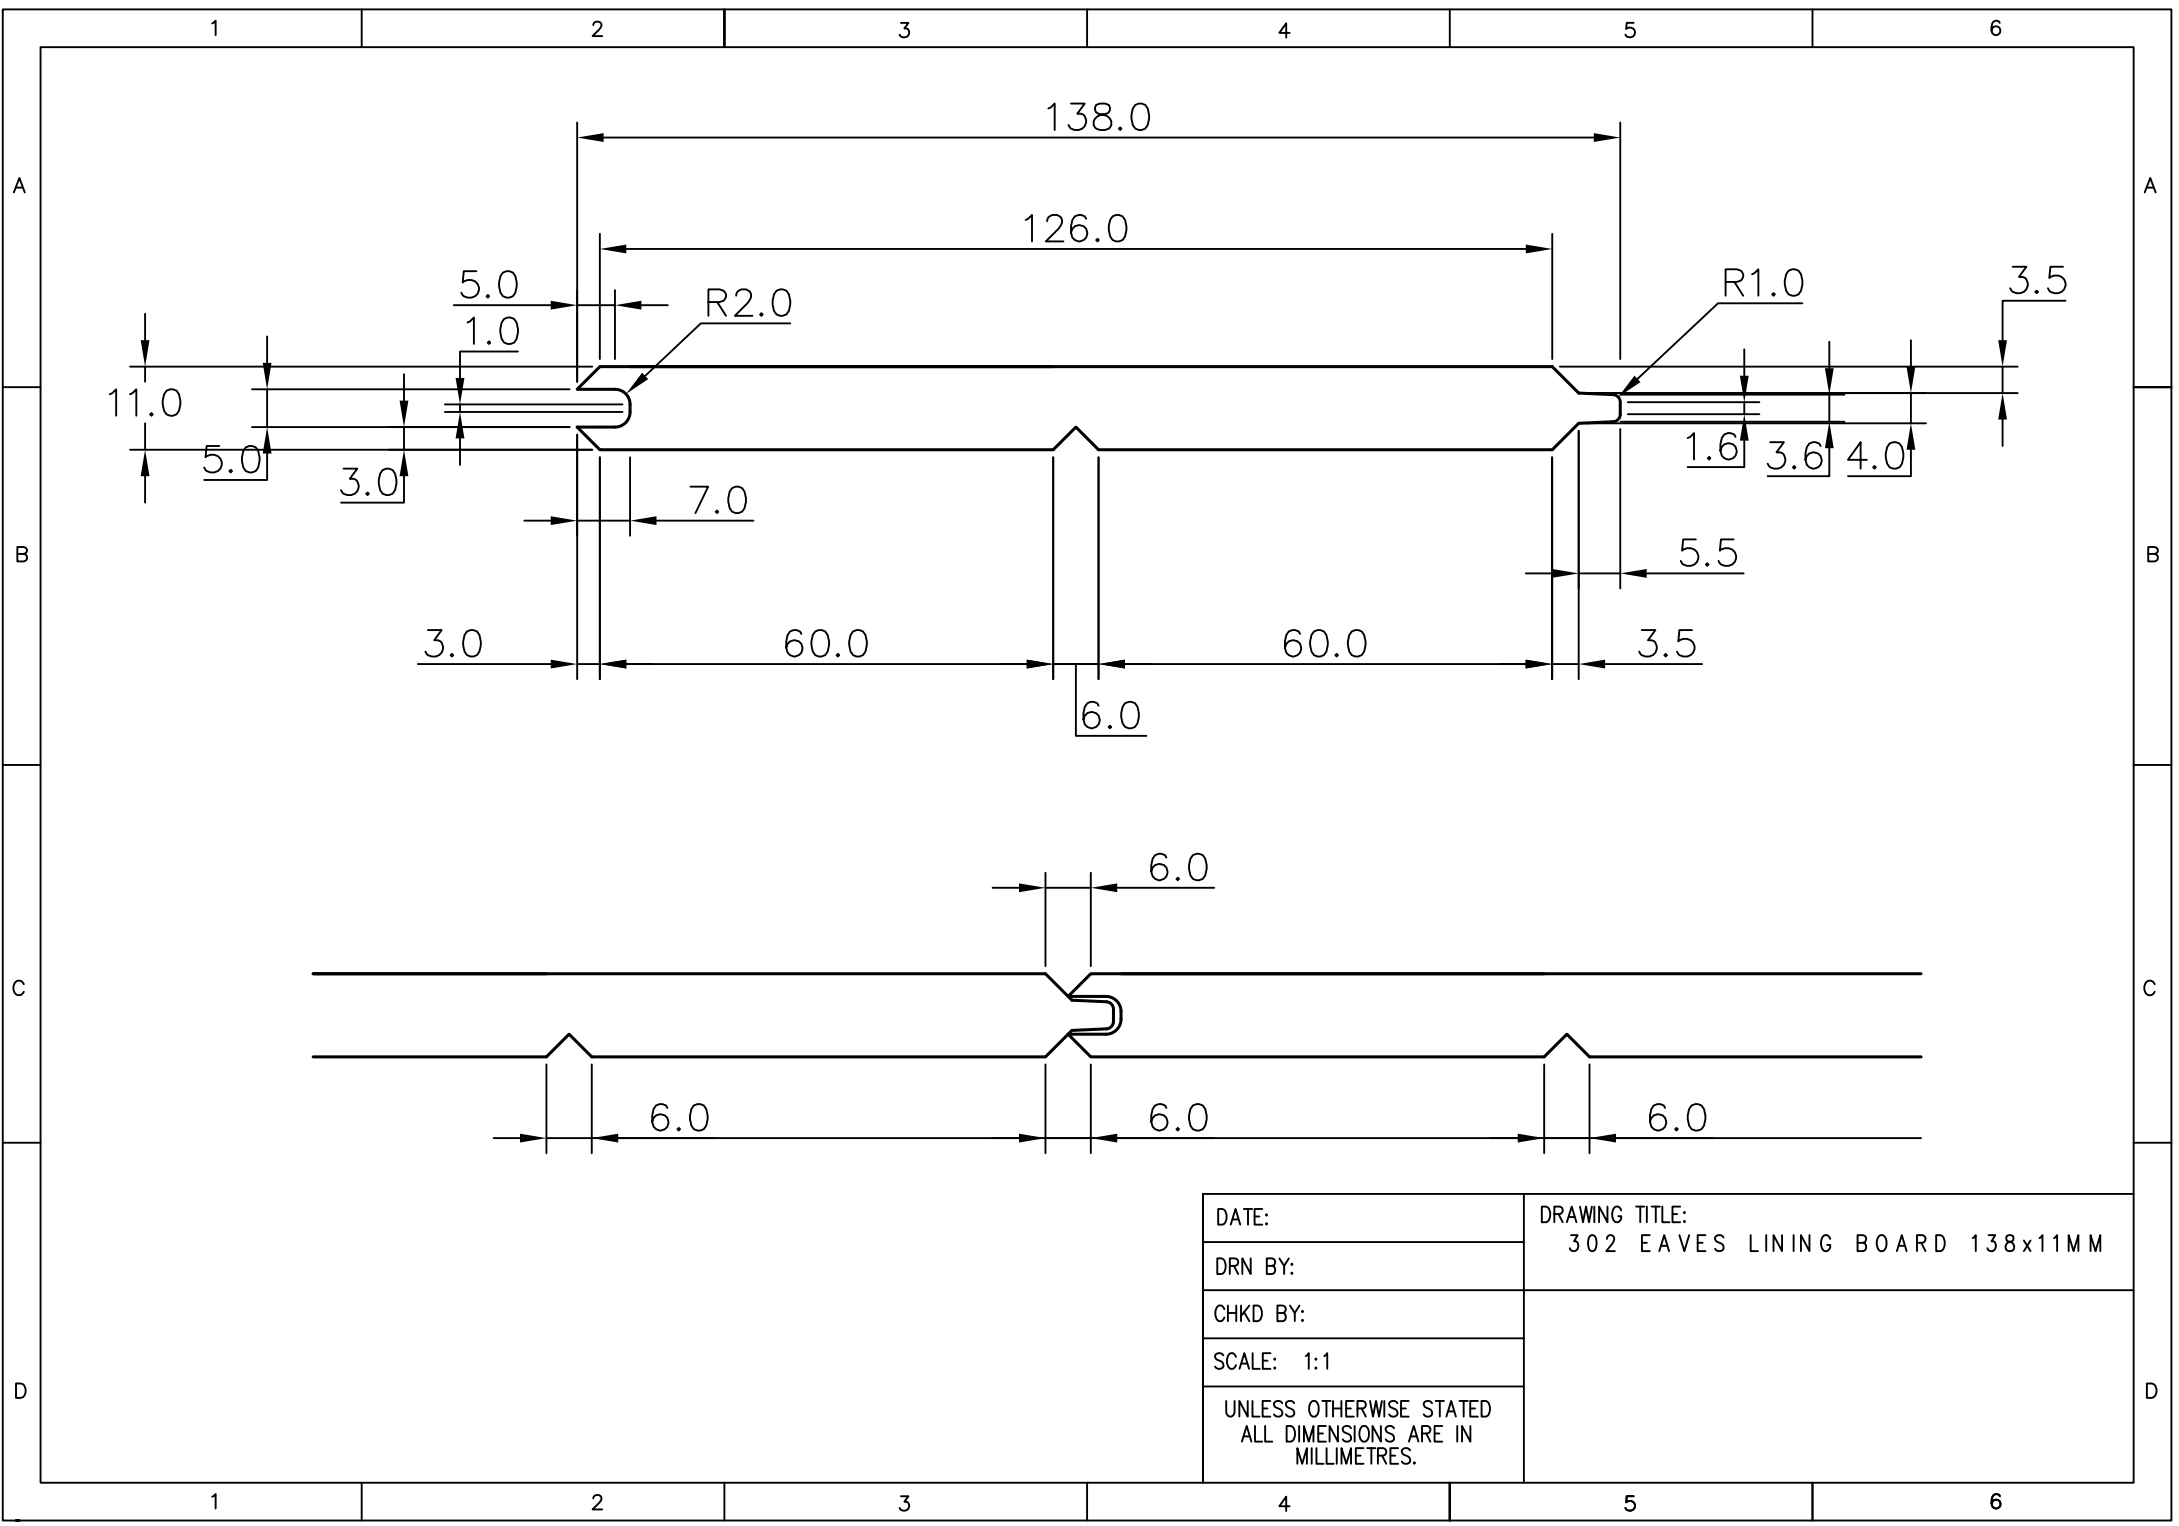 1 2 3 4 5 6
138.0
A A
126.0
5.0 R2.0 R1.0 3.5
1.0
11.0
5.0 3.0 1.6 3.6 4.0
7.0
B B
5.5
3.0 60.0 60.0 3.5
6.0
6.0
C C
6.0 6.0 6.0
DATE:
DRAWING TITLE:
302 EAVES LINING BOARD 138x11MM
DRN BY:
CHKD BY:
SCALE: 1:1
D D
UNLESS OTHERWISE STATED
ALL DIMENSIONS ARE IN
MILLIMETRES.
1 2 3 4 5 6